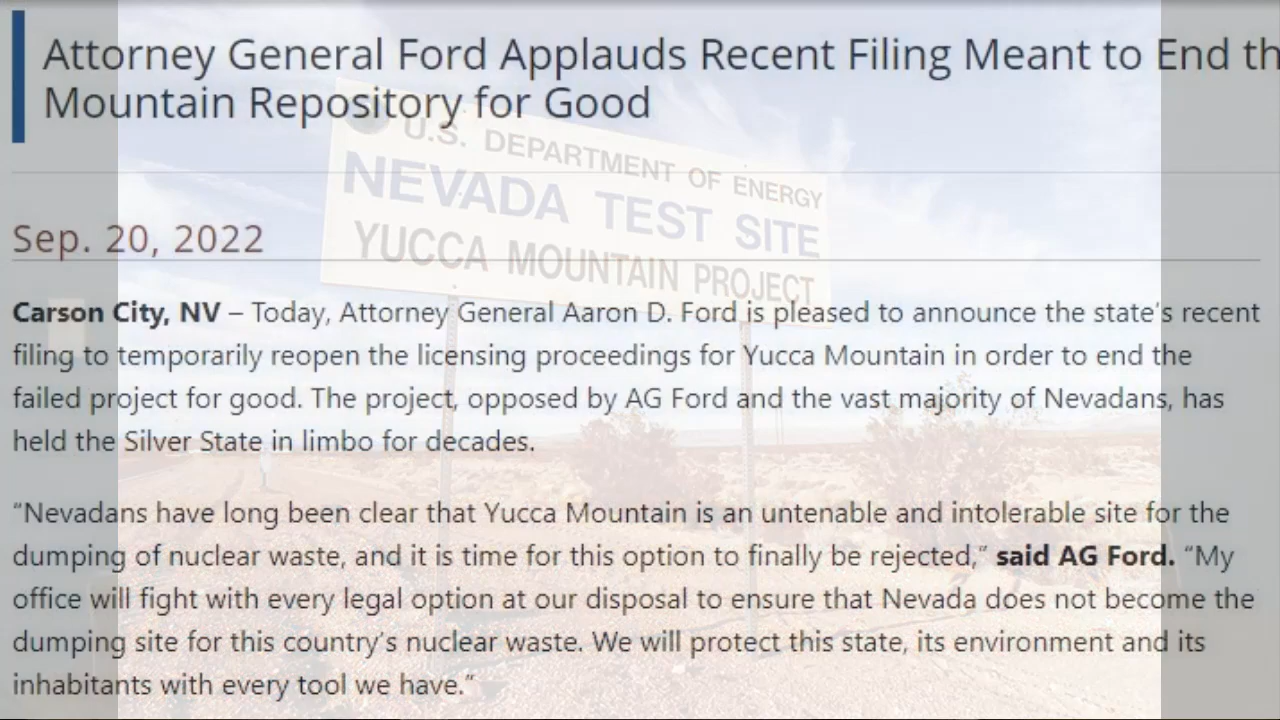 Attorney General Ford Applauds Recent Filing Meant to End th
Mountain Repository for Good
U.S. DEPARTMENT OF ENERGY
NEVADA TEST SITE
YUCCA MOUNTAIN PROJECT
Sep. 20, 2022
Carson City, NV – Today, Attorney General Aaron D. Ford is pleased to announce the state’s recent
filing to temporarily reopen the licensing proceedings for Yucca Mountain in order to end the
failed project for good. The project, opposed by AG Ford and the vast majority of Nevadans, has
held the Silver State in limbo for decades.
“Nevadans have long been clear that Yucca Mountain is an untenable and intolerable site for the
dumping of nuclear waste, and it is time for this option to finally be rejected,” said AG Ford. “My
office will fight with every legal option at our disposal to ensure that Nevada does not become the
dumping site for this country’s nuclear waste. We will protect this state, its environment and its
inhabitants with every tool we have.“